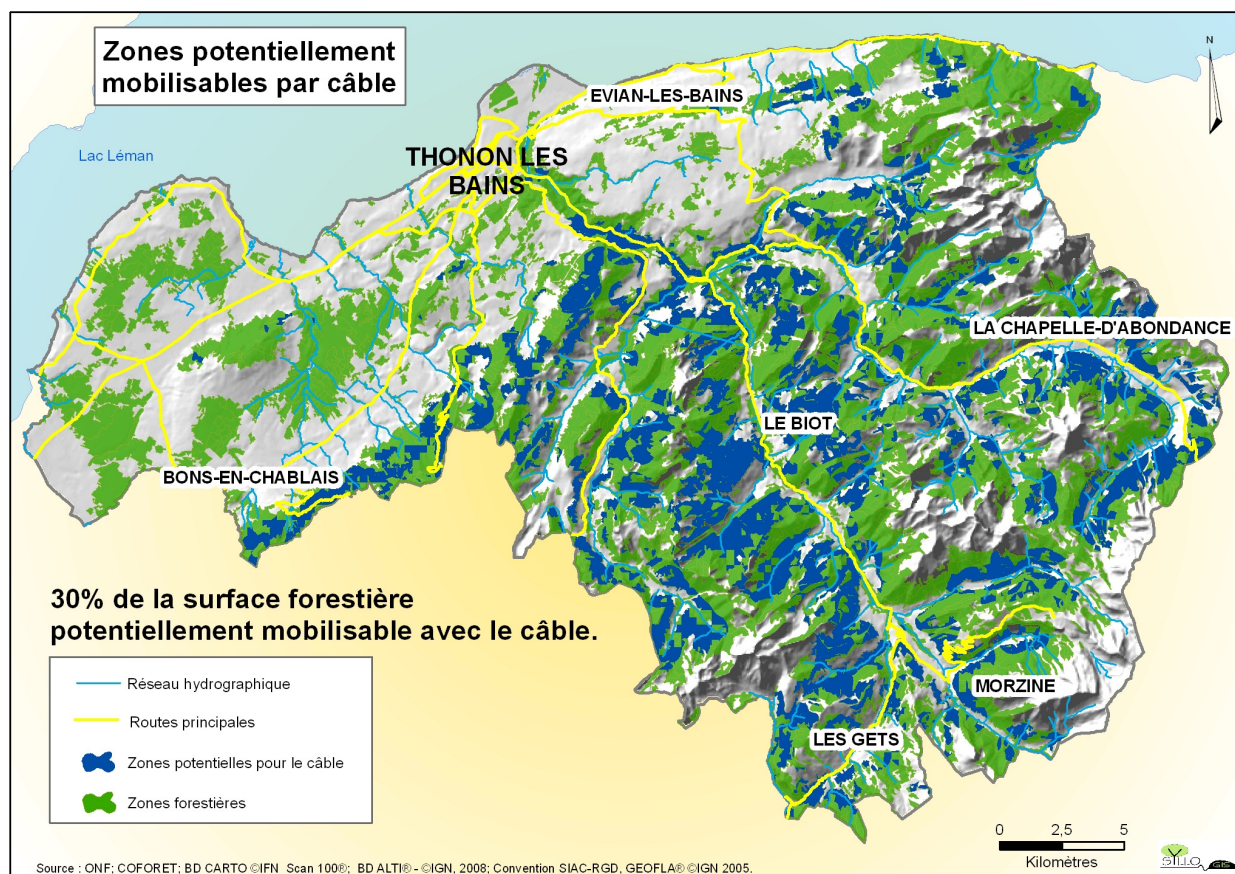 Zones potentiellement
mobilisables par câble
N
EVIAN-LES-BAINS
Lac Léman
THONON LES
BAINS
LA CHAPELLE-D'ABONDANCE
LE BIOT
BONS-EN-CHABLAIS
30% de la surface forestière
potentiellement mobilisable avec le câble.
MORZINE
LES GETS
Réseau hydrographique
Routes principales
Zones potentielles pour le câble
Zones forestières
0 2,5 5
Kilomètres
SYLLO GIS
Source : ONF; COFORET; BD CARTO ©IFN Scan 100®; BD ALTI® - ©IGN, 2008; Convention SIAC-RGD, GEOFLA® ©IGN 2005.